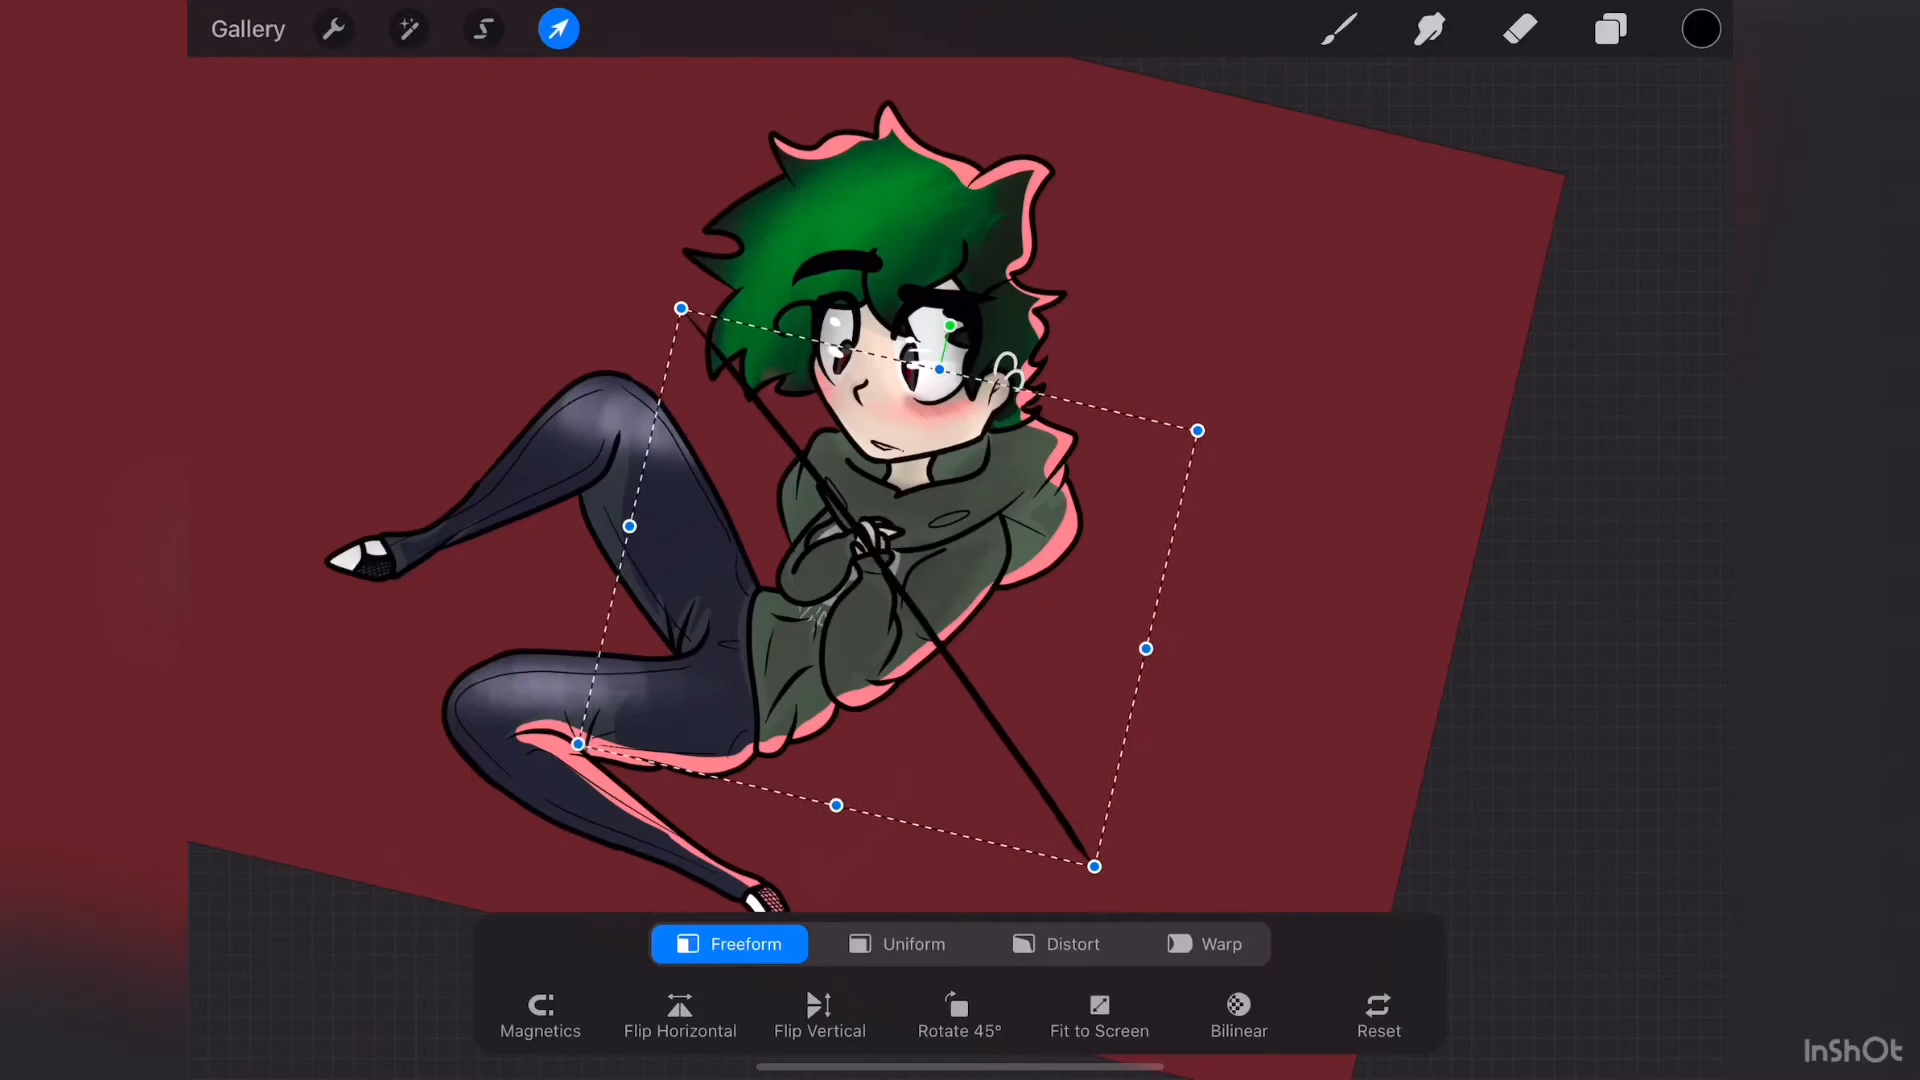 Gallery
Freeform Uniform Distort Warp
Magnetics Flip Horizontal Flip Vertical Rotate 45° Fit to Screen Bilinear Reset
InShOt